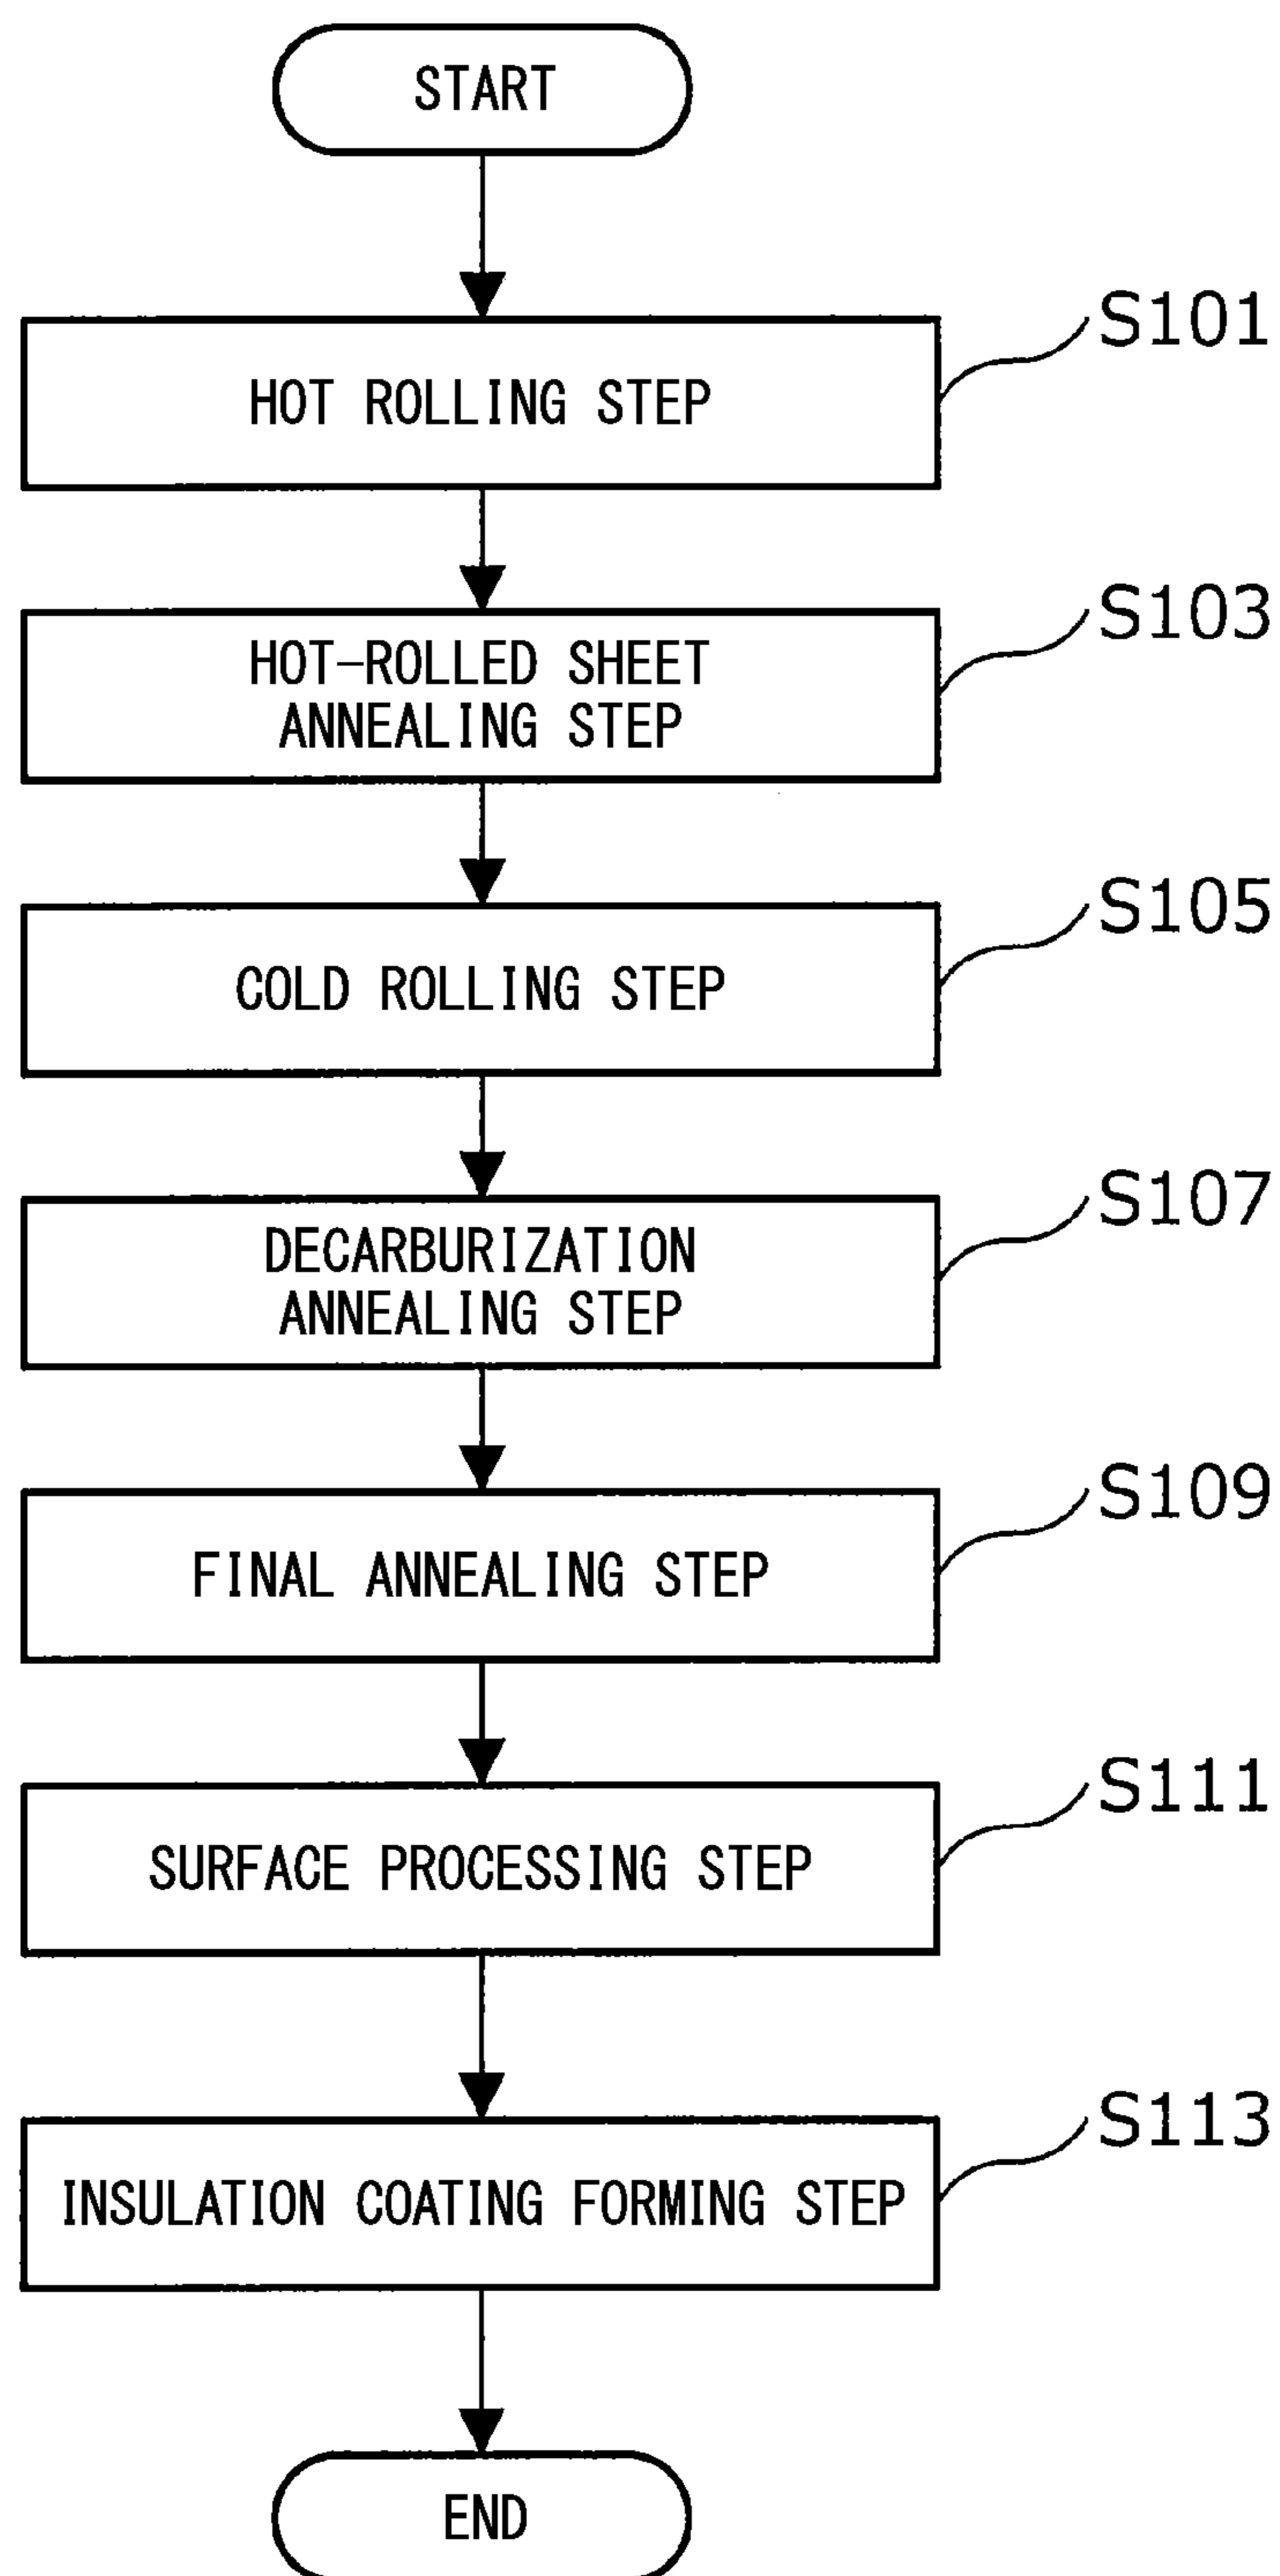 START
HOT ROLLING STEP
S101
HOT-ROLLED SHEET
ANNEALING STEP
S103
COLD ROLLING STEP
S105
DECARBURIZATION
ANNEALING STEP
S107
FINAL ANNEALING STEP
S109
SURFACE PROCESSING STEP
S111
INSULATION COATING FORMING STEP
S113
END